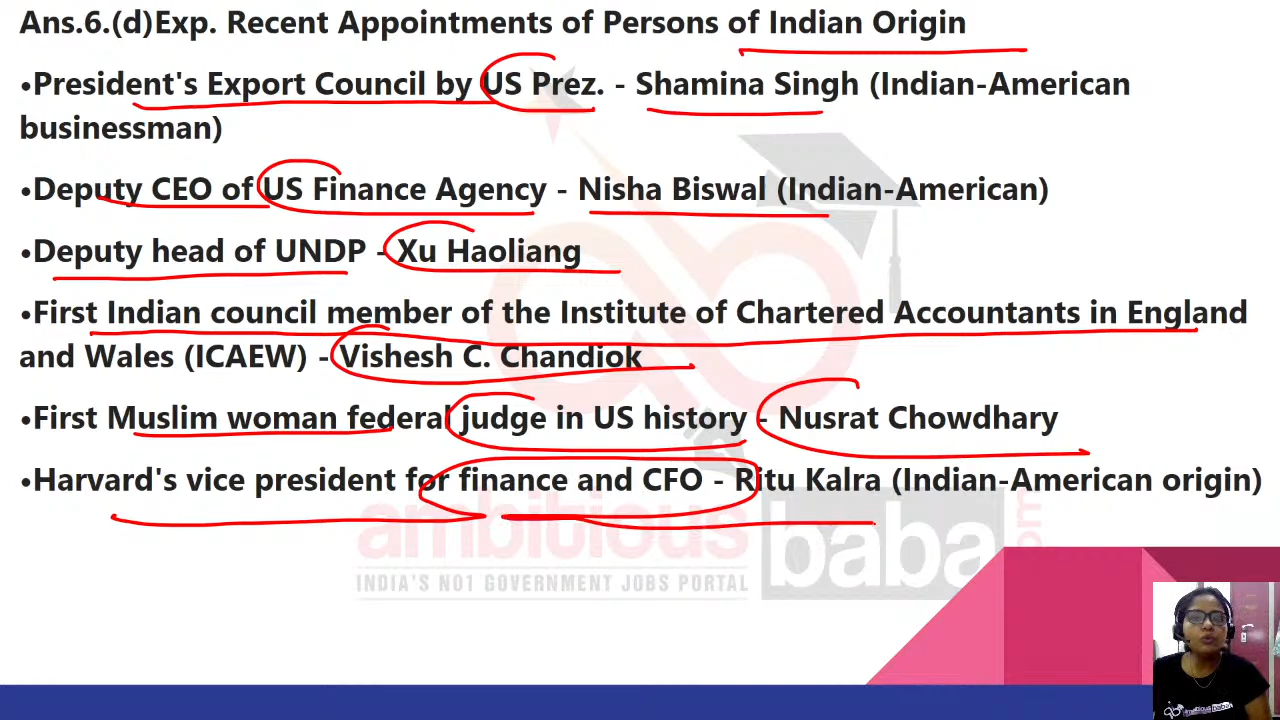 Ans.6.(d)Exp. Recent Appointments of Persons of Indian Origin
•President's Export Council by US Prez. - Shamina Singh (Indian-American
businessman)
•Deputy CEO of US Finance Agency - Nisha Biswal (Indian-American)
•Deputy head of UNDP - Xu Haoliang
•First Indian council member of the Institute of Chartered Accountants in England
and Wales (ICAEW) - Vishesh C. Chandiok
•First Muslim woman federal judge in US history - Nusrat Chowdhary
•Harvard's vice president for finance and CFO - Ritu Kalra (Indian-American origin)
ambitious baba.com
INDIA'S NO1 GOVERNMENT JOBS PORTAL
ambitiousbaba